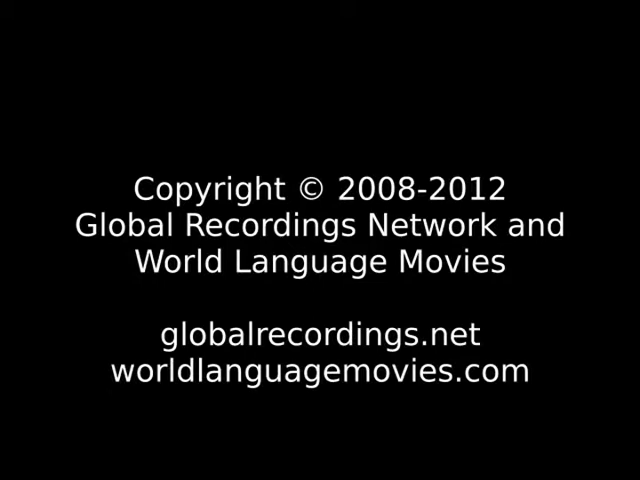 Copyright © 2008-2012
Global Recordings Network and
World Language Movies
globalrecordings.net
worldlanguagemovies.com